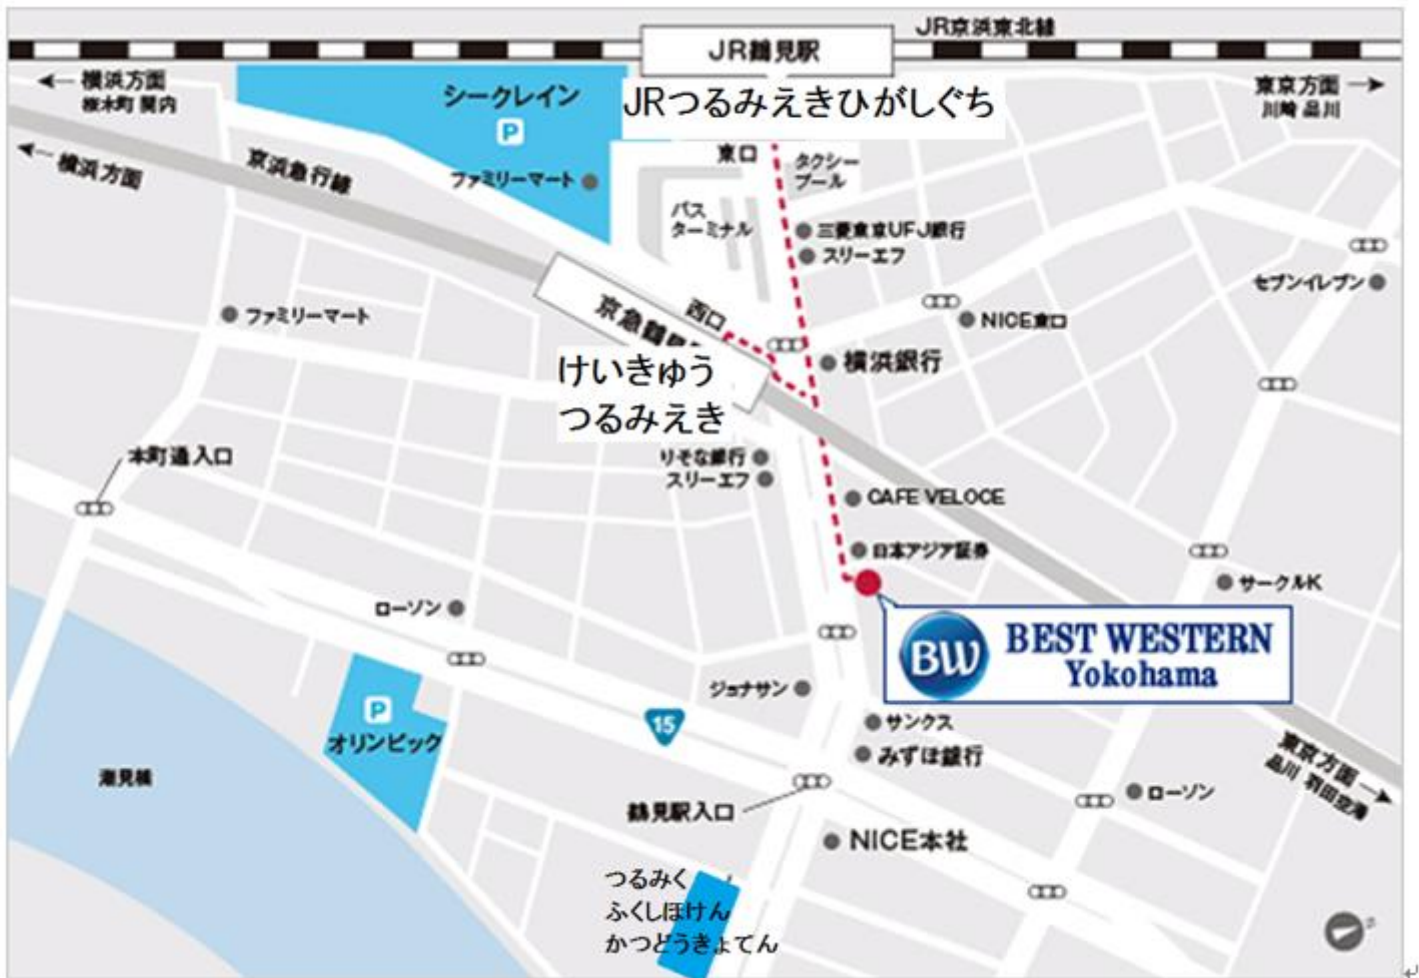 JR京浜東北線
JR鶴見駅
横浜方面
桜木町 関内
東京方面
川崎 品川
シークレイン
P
JRつるみえきひがしぐち
東口
タクシー
プール
横浜方面
京浜急行線
ファミリーマート
バス
ターミナル
三菱東京UFJ銀行
スリーエフ
セブンイレブン
西口
NICE東口
ファミリーマート
横浜銀行
けいきゅう
つるみえき
本町通入口
りそな銀行
スリーエフ
CAFE VELOCE
日本アジア証券
サークルK
ローソン
BW
BEST WESTERN
Yokohama
ジョナサン
P
オリンピック
15
サンクス
みずほ銀行
東京方面
品川 羽田空港
潮見橋
ローソン
鶴見駅入口
NICE本社
つるみく
ふくしほけん
かつどうきょてん